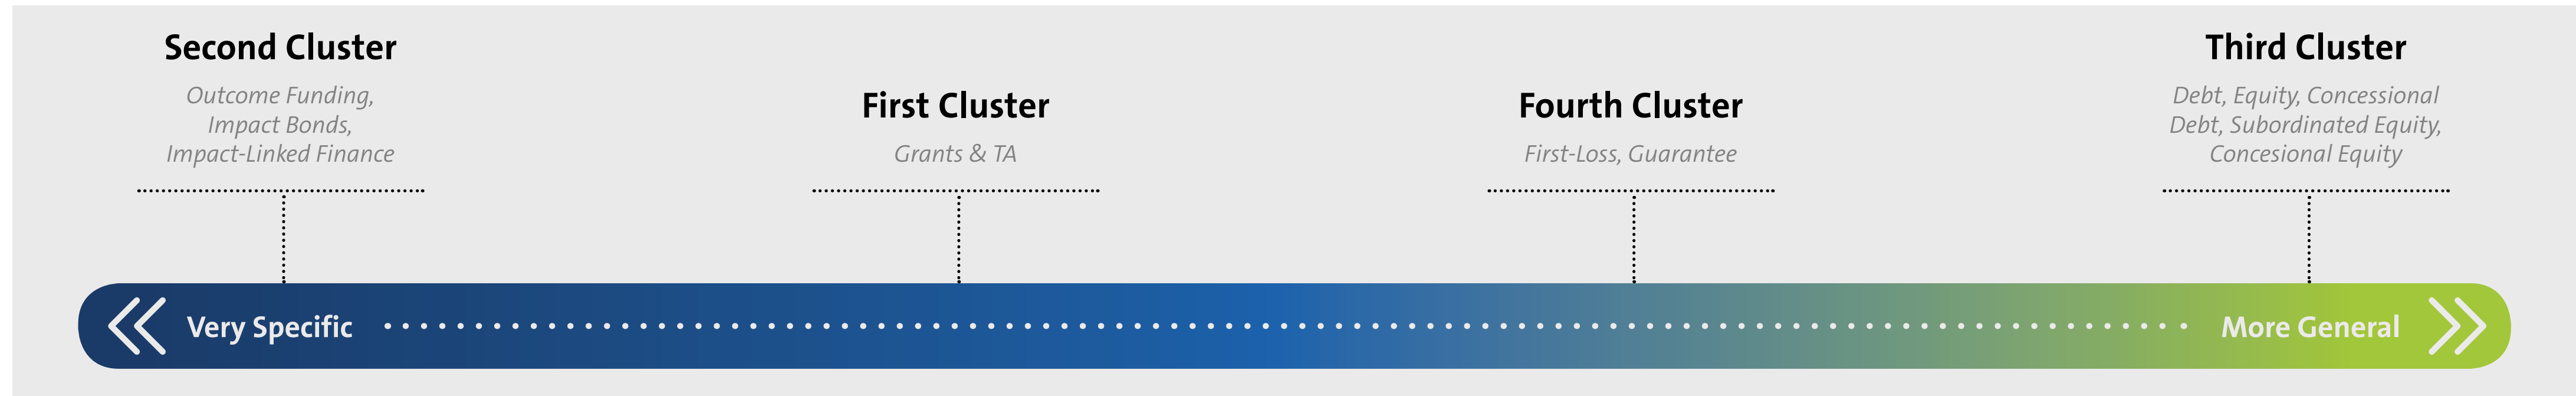 Second Cluster
Outcome Funding,
Impact Bonds,
Impact-Linked Finance
First Cluster
Grants & TA
Fourth Cluster
First-Loss, Guarantee
Third Cluster
Debt, Equity, Concessional
Debt, Subordinated Equity,
Concesional Equity
Very Specific
More General